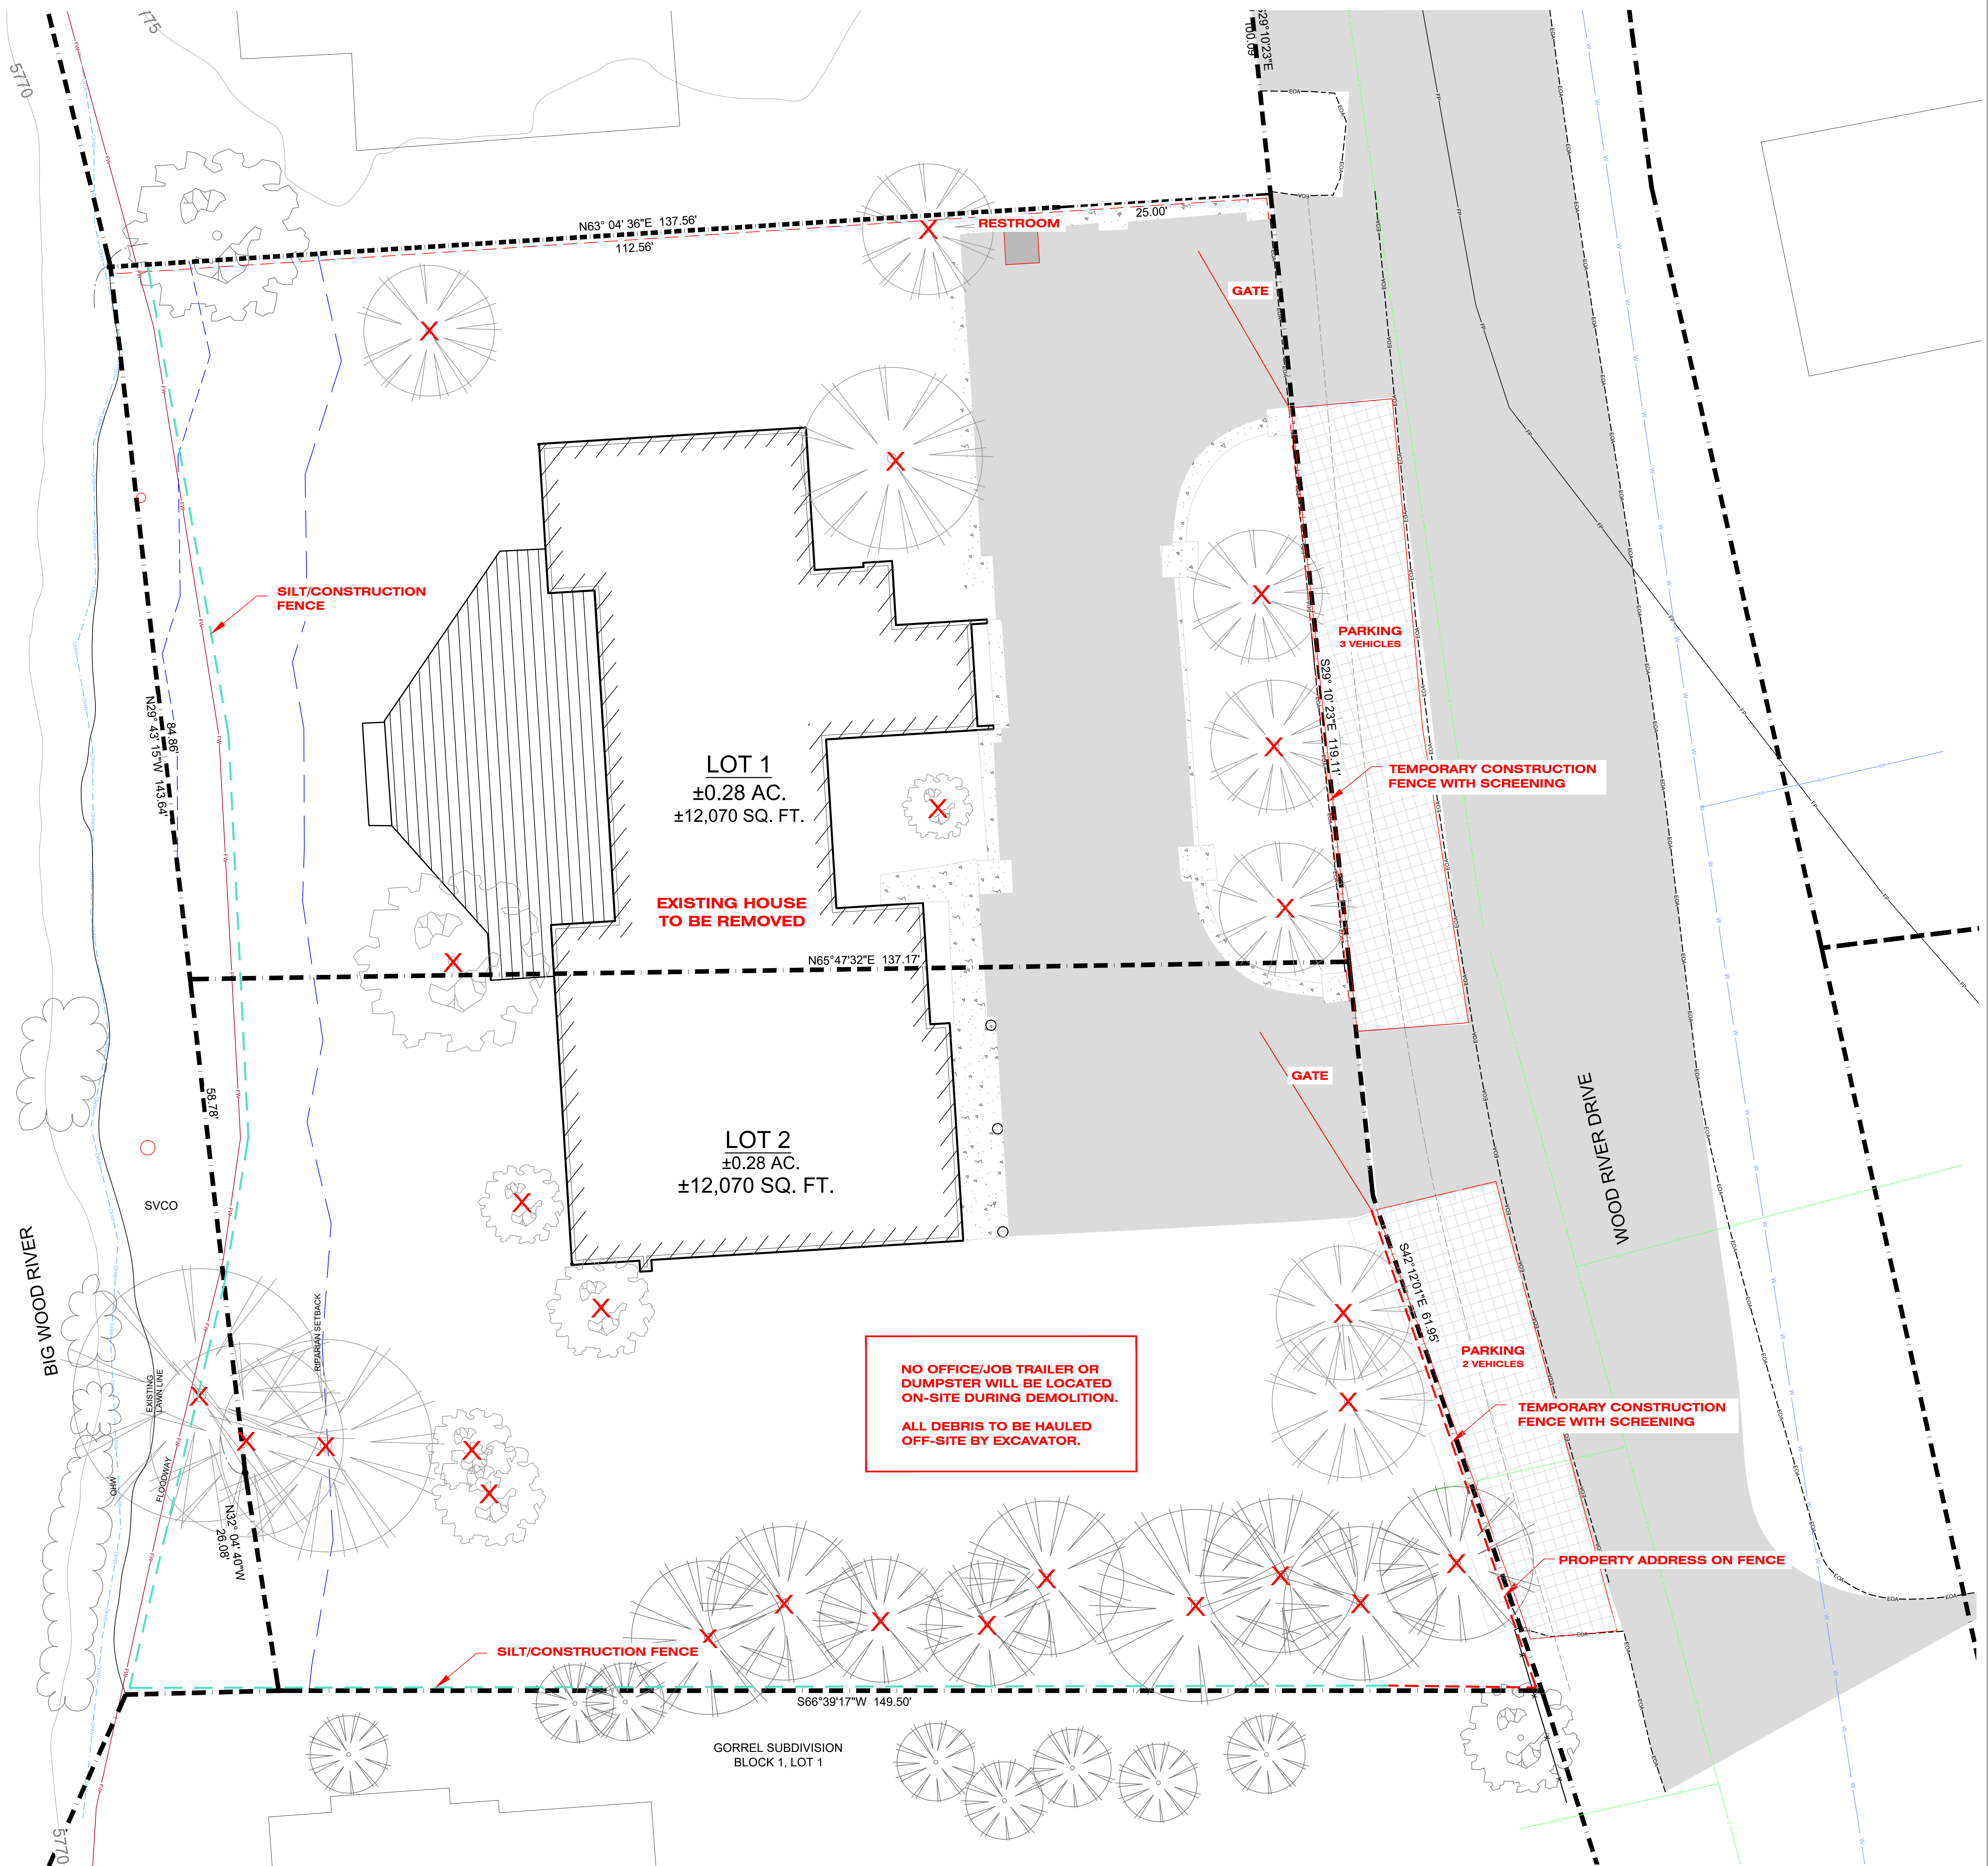 5775
5770
S29°10'23"E
100.09'
N63° 04' 36"E 137.56'
112.56'
25.00'
RESTROOM
GATE
SILT/CONSTRUCTION
FENCE
PARKING
3 VEHICLES
S29° 10' 23"E 119.11'
TEMPORARY CONSTRUCTION
FENCE WITH SCREENING
84.86'
N29° 43' 15"W 143.64'
LOT 1
±0.28 AC.
±12,070 SQ. FT.
EXISTING HOUSE
TO BE REMOVED
N65°47'32"E 137.17'
GATE
58.78'
LOT 2
±0.28 AC.
±12,070 SQ. FT.
WOOD RIVER DRIVE
SVCO
BIG WOOD RIVER
S42°12'01"E 61.95'
RIPARIAN SETBACK
EXISTING
LAWN LINE
OHW
FLOODWAY
N32° 04' 40"W
26.08'
NO OFFICE/JOB TRAILER OR
DUMPSTER WILL BE LOCATED
ON-SITE DURING DEMOLITION.
ALL DEBRIS TO BE HAULED
OFF-SITE BY EXCAVATOR.
PARKING
2 VEHICLES
TEMPORARY CONSTRUCTION
FENCE WITH SCREENING
PROPERTY ADDRESS ON FENCE
SILT/CONSTRUCTION FENCE
S66°39'17"W 149.50'
GORREL SUBDIVISION
BLOCK 1, LOT 1
5770